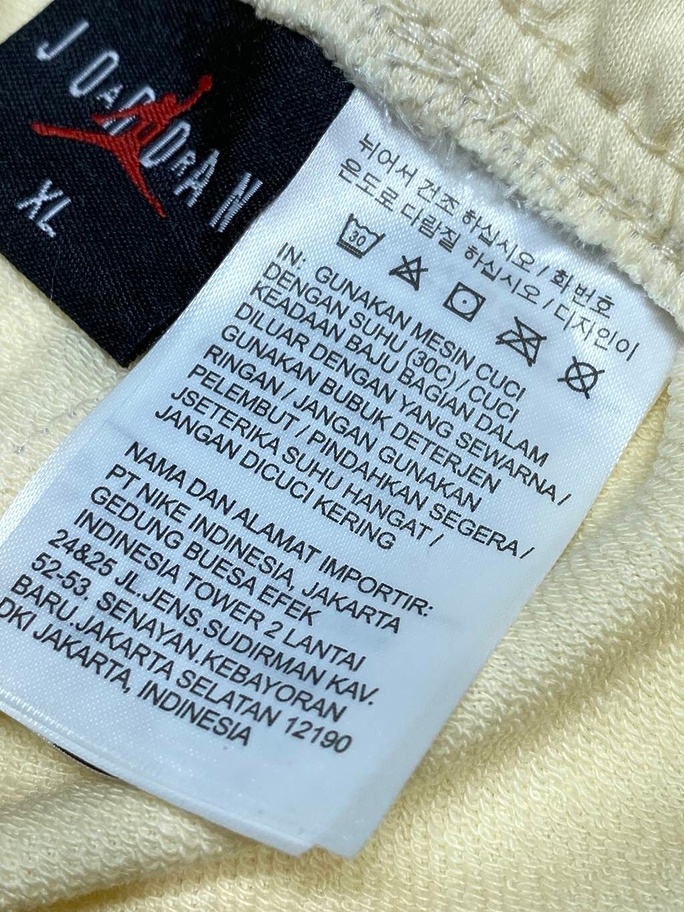 JORDAN
XL
뉘어서 건조 하십시오 / 화번호
온도로 다람질 하십시오 / 디자인이
30
IN: GUNAKAN MESIN CUCI
DENGAN SUHU (30C) / CUCI
KEADAAN BAJU BAGIAN DALAM
DILUAR DENGAN YANG SEWARNA /
GUNAKAN BUBUK DETERJEN
RINGAN / JANGAN GUNAKAN
PELEMBUT / PINDAHKAN SEGERA /
JSETERIKA SUHU HANGAT /
JANGAN DICUCI KERING
NAMA DAN ALAMAT IMPORTIR:
PT NIKE INDONESIA, JAKARTA
GEDUNG BUESA EFEK
INDINESIA TOWER 2 LANTAI
24&25 JL.JENS.SUDIRMAN KAV.
52-53, SENAYAN.KEBAYORAN
BARU.JAKARTA SELATAN 12190
DKI JAKARTA, INDONESIA